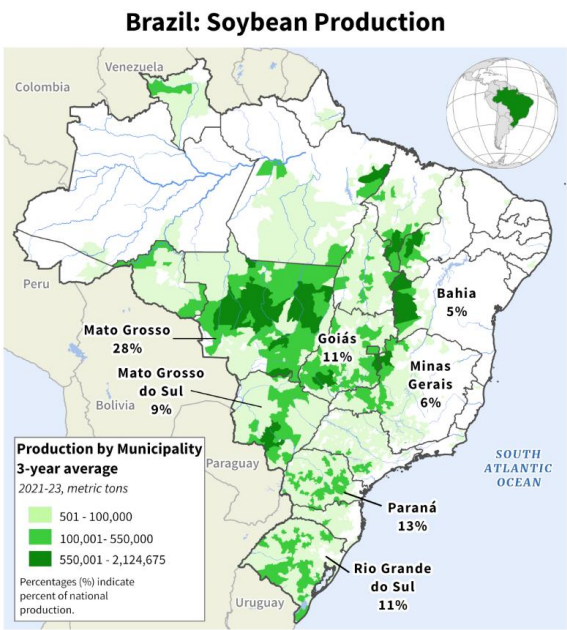 Brazil: Soybean Production
Venezuela
Colombia
Peru
Bahia
5%
Mato Grosso
28%
Goiás
11%
Minas
Gerais
6%
Mato Grosso
do Sul
9%
Bolivia
Production by Municipality
3-year average
2021-23, metric tons
501 - 100,000
100,001- 550,000
550,001 - 2,124,675
Percentages (%) indicate
percent of national
production.
Paraguay
SOUTH
ATLANTIC
OCEAN
Paraná
13%
Rio Grande
do Sul
11%
Uruguay